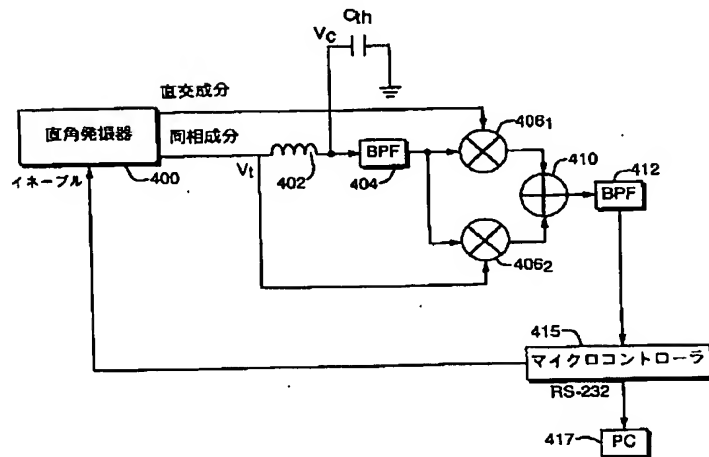 Cth
Vc
直交成分
直角発振器
同相成分
イネーブル
400
Vt
402
BPF
404
4061
4062
410
412
BPF
415
マイクロコントローラ
RS-232
417
PC